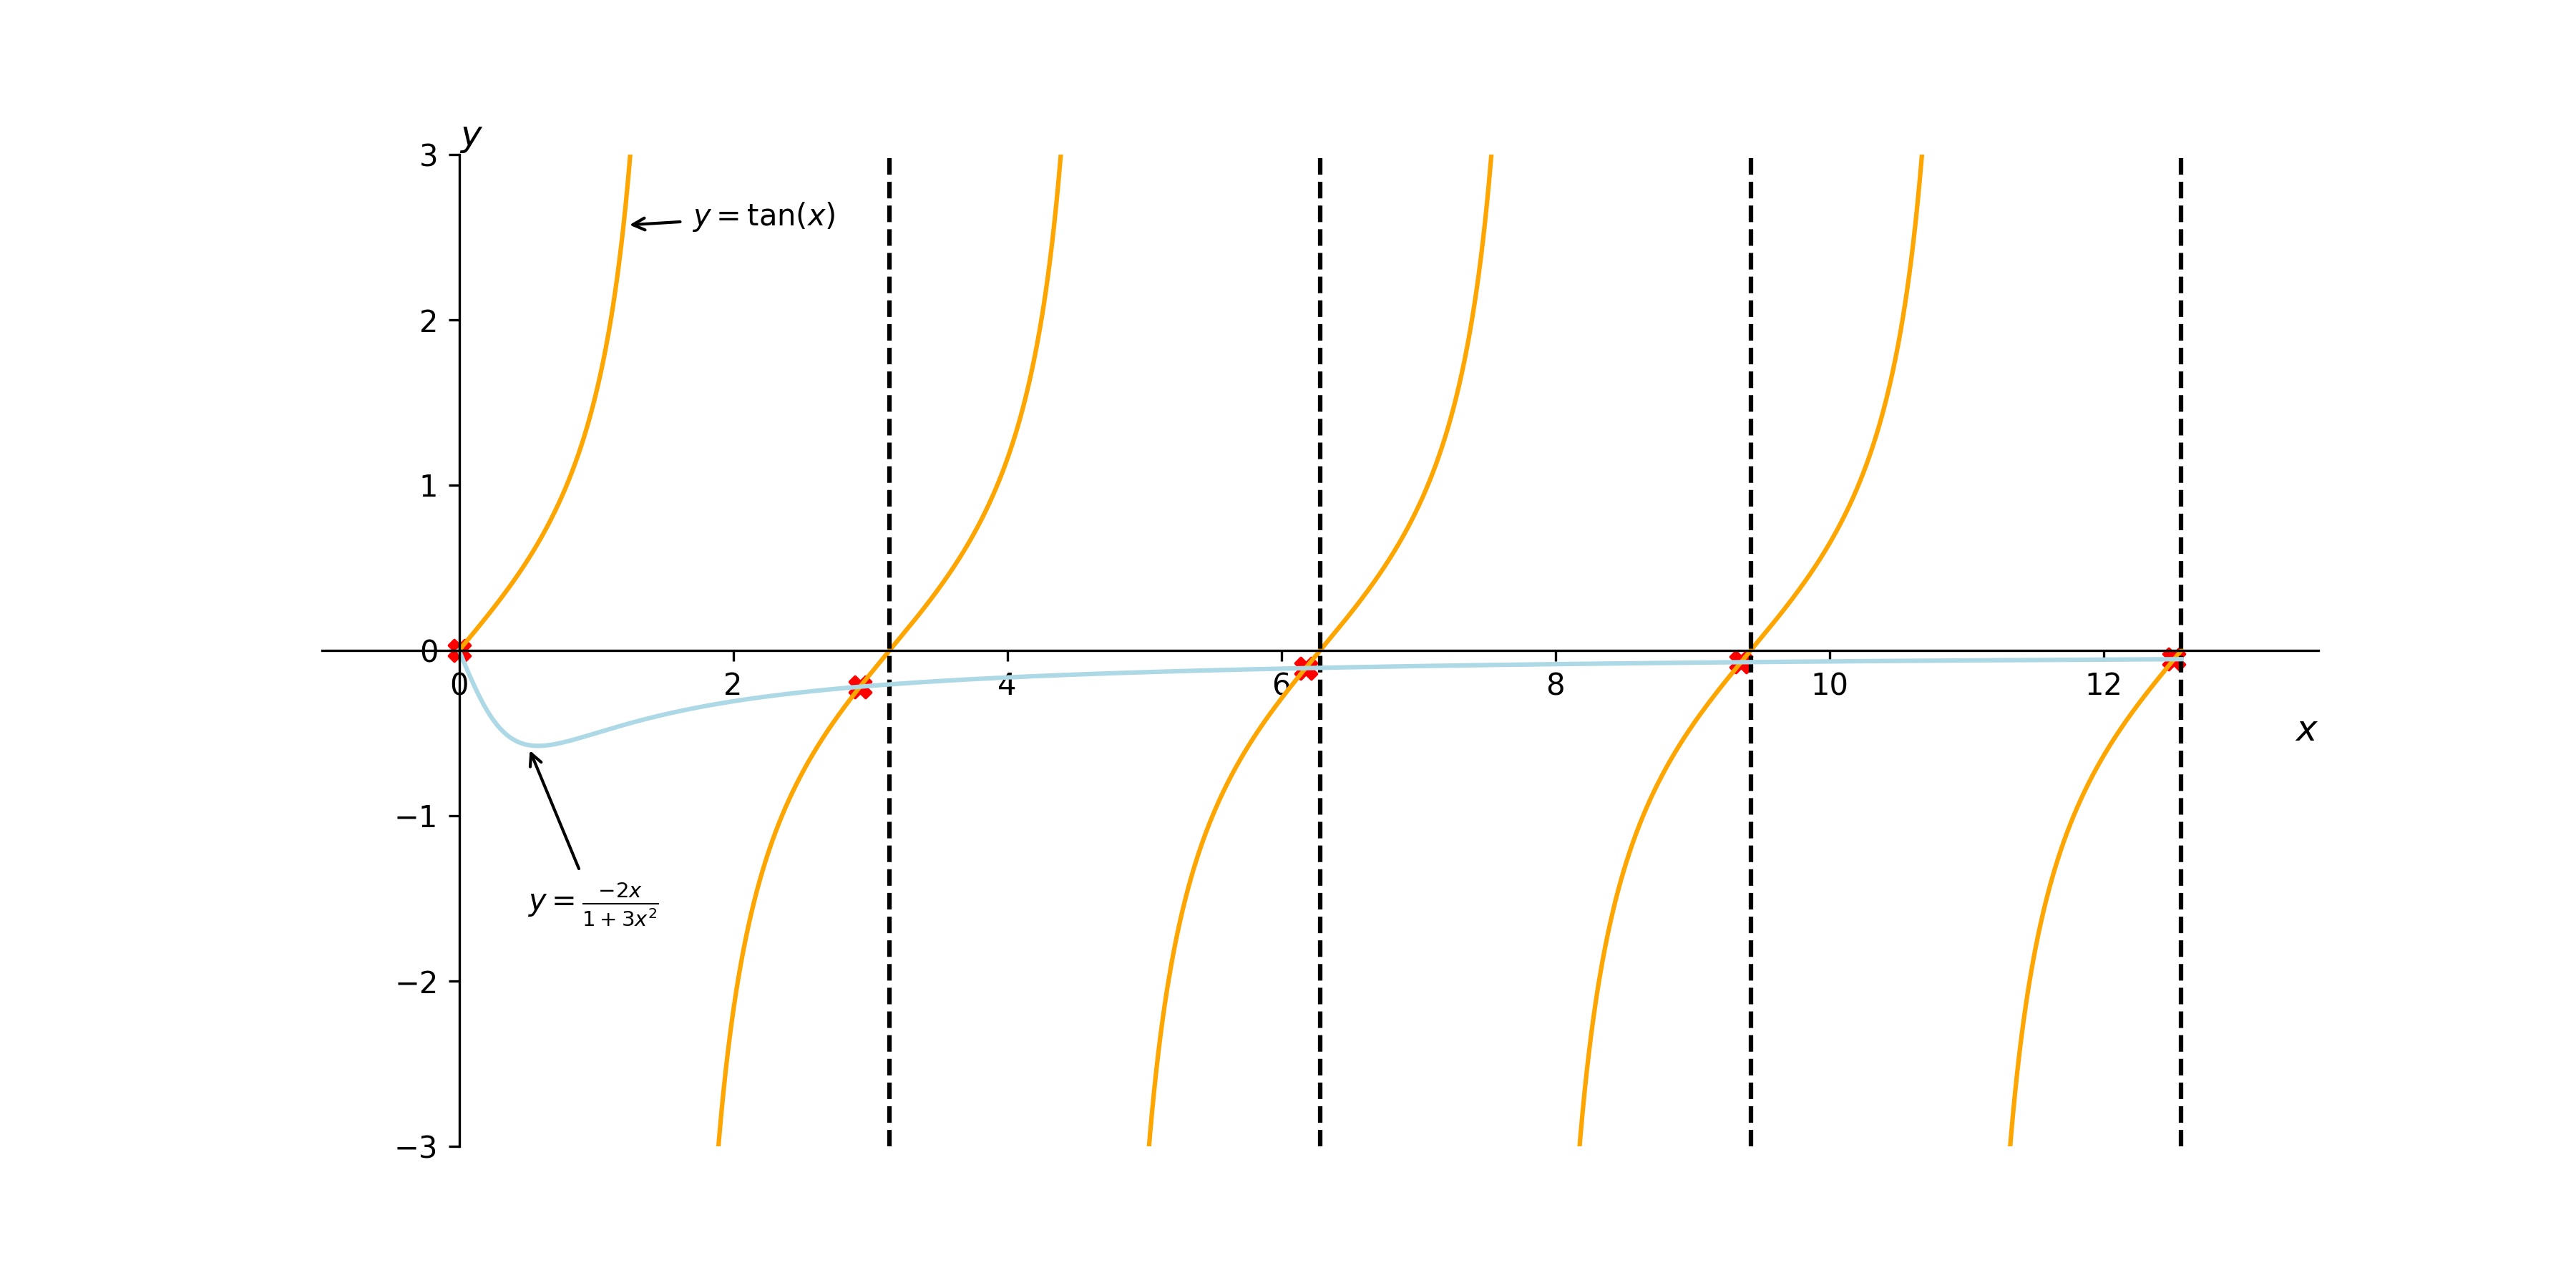 y
3
y = tan(x)
2
1
0
0 2 4 6 8 10 12
x
−1
y = −2x / 1 + 3x²
−2
−3